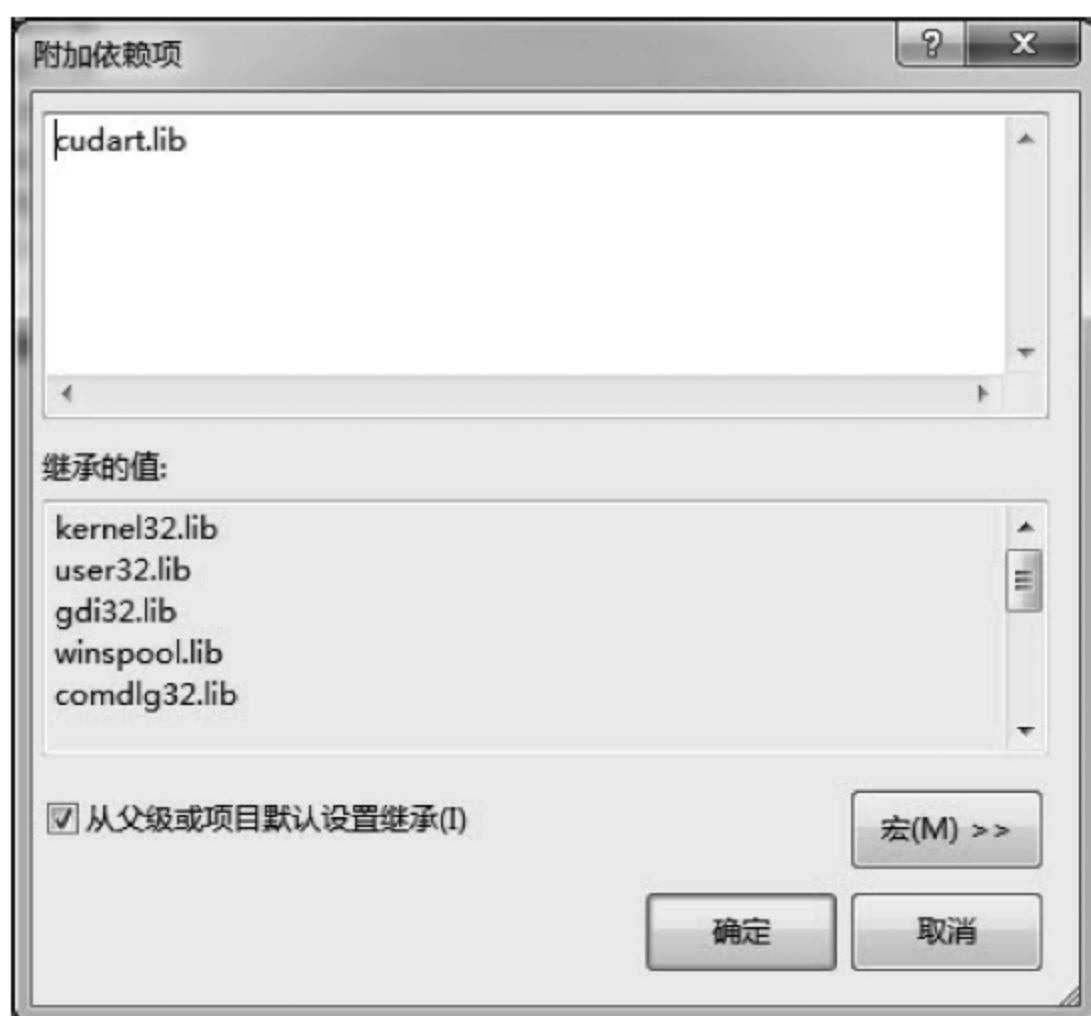 附加依赖项
cudart.lib
继承的值:
kernel32.lib
user32.lib
gdi32.lib
winspool.lib
comdlg32.lib
从父级或项目默认设置继承(I)
宏(M) >>
确定
取消